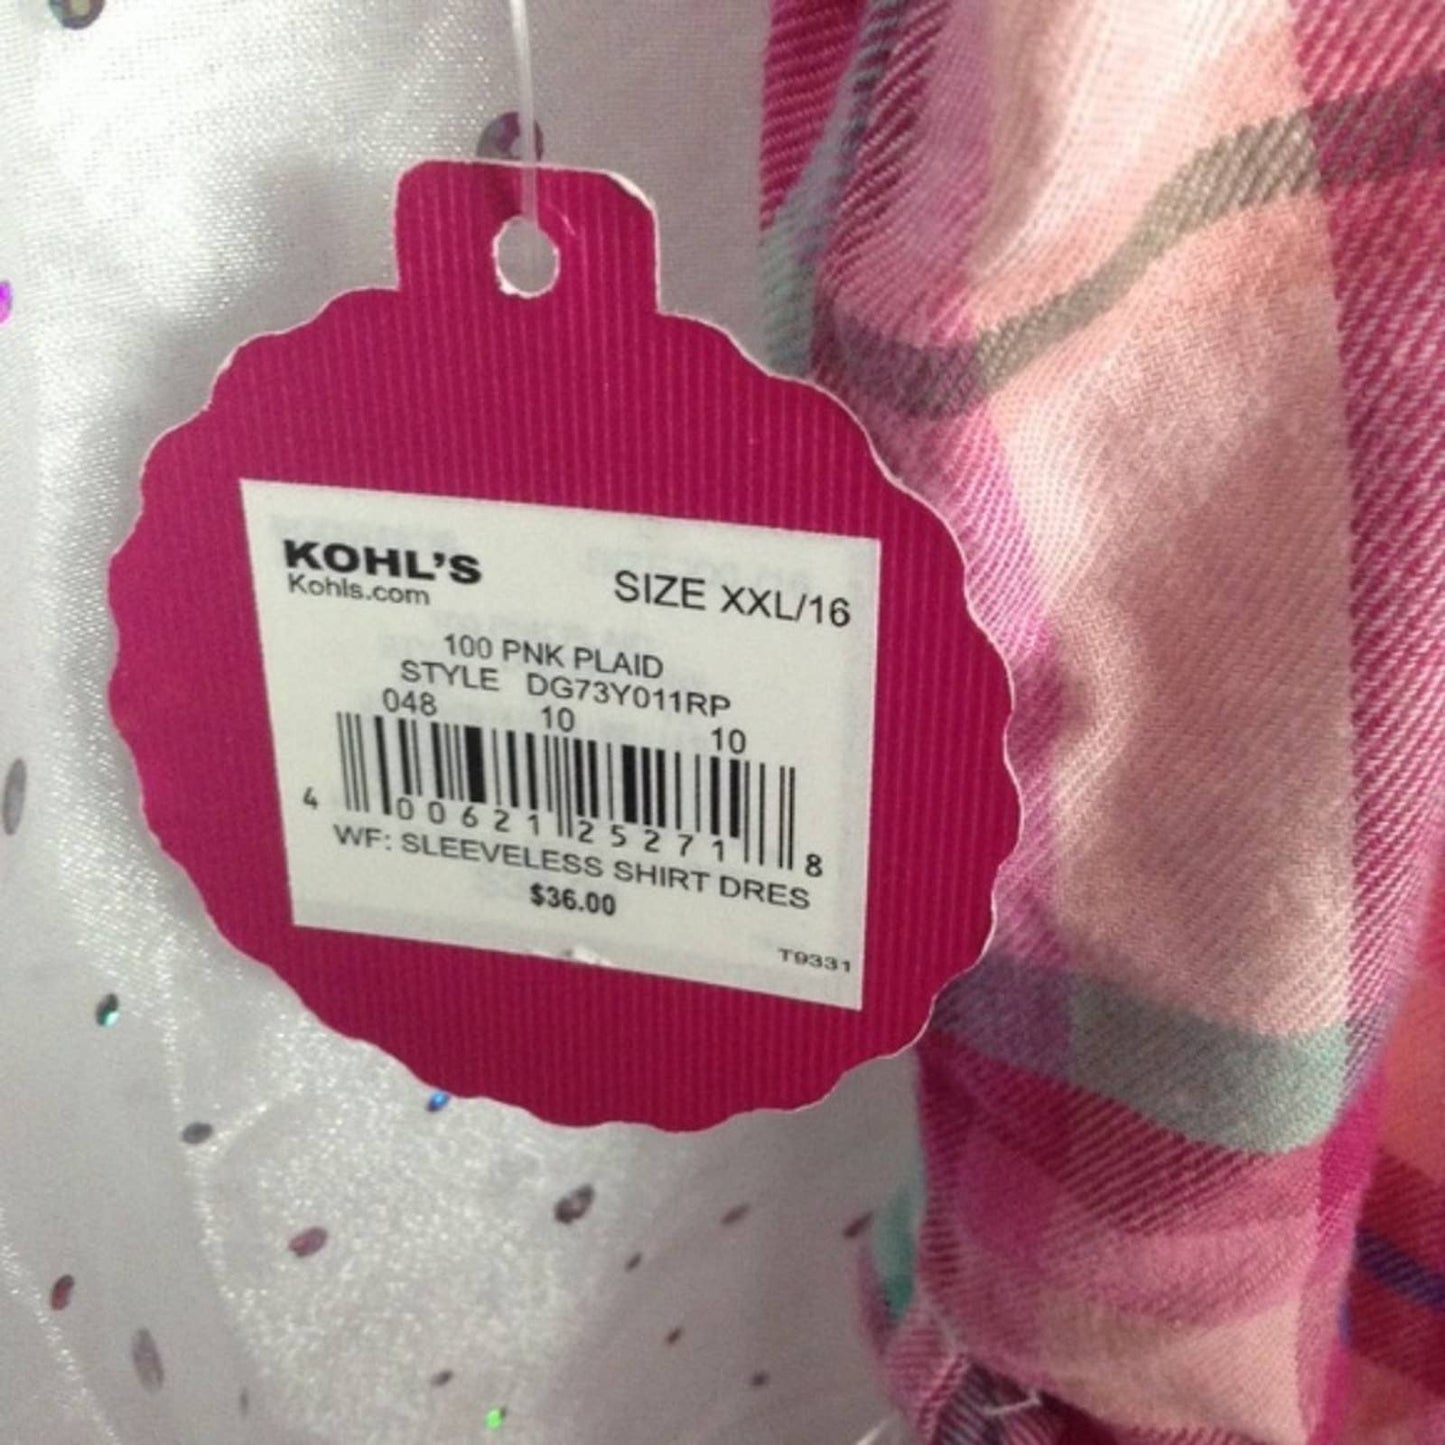 KOHL'S
Kohls.com
SIZE XXL/16
100 PNK PLAID
STYLE DG73Y011RP
048 10 10
4 00621 25271 8
WF: SLEEVELESS SHIRT DRES
$36.00
T9331